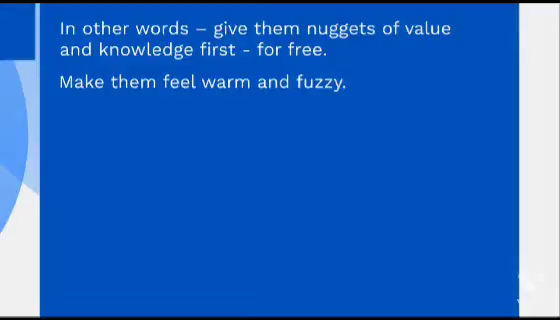 In other words – give them nuggets of value
and knowledge first - for free.
Make them feel warm and fuzzy.